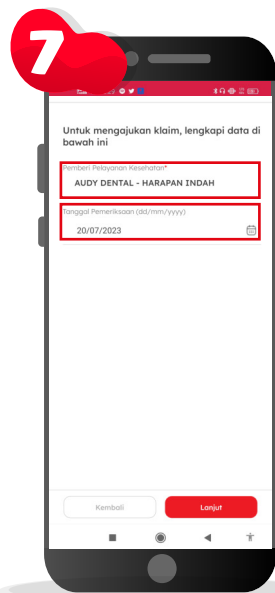 7
Untuk mengajukan klaim, lengkapi data di
bawah ini
Pemberi Pelayanan Kesehatan*
AUDY DENTAL - HARAPAN INDAH
Tanggal Pemeriksaan (dd/mm/yyyy)
20/07/2023
Kembali
Lanjut